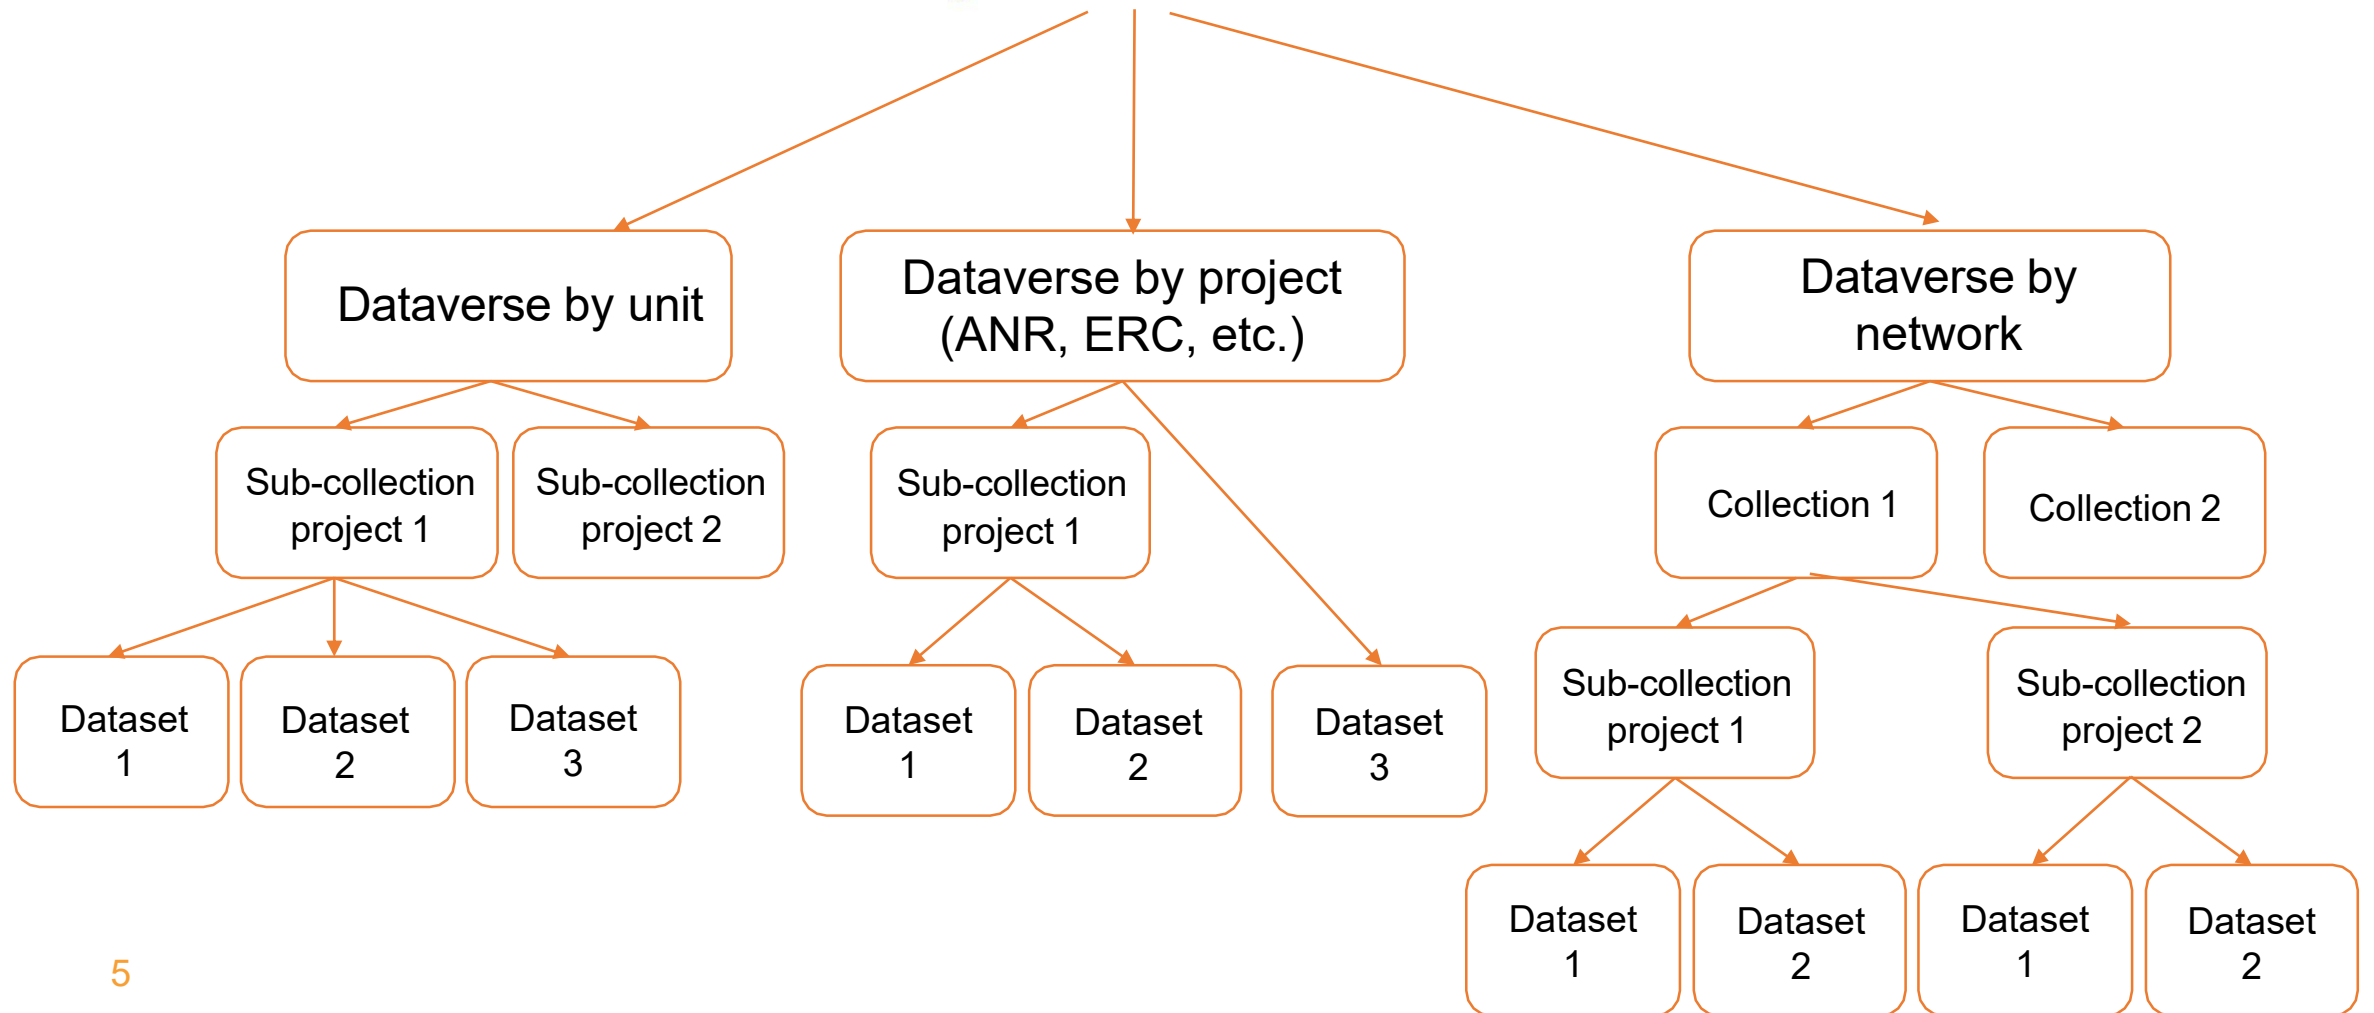 Dataverse by unit
Dataverse by project
(ANR, ERC, etc.)
Dataverse by
network
Sub-collection
project 1
Sub-collection
project 2
Sub-collection
project 1
Collection 1
Collection 2
Dataset
1
Dataset
2
Dataset
3
Dataset
1
Dataset
2
Dataset
3
Sub-collection
project 1
Sub-collection
project 2
Dataset
1
Dataset
2
Dataset
1
Dataset
2
5